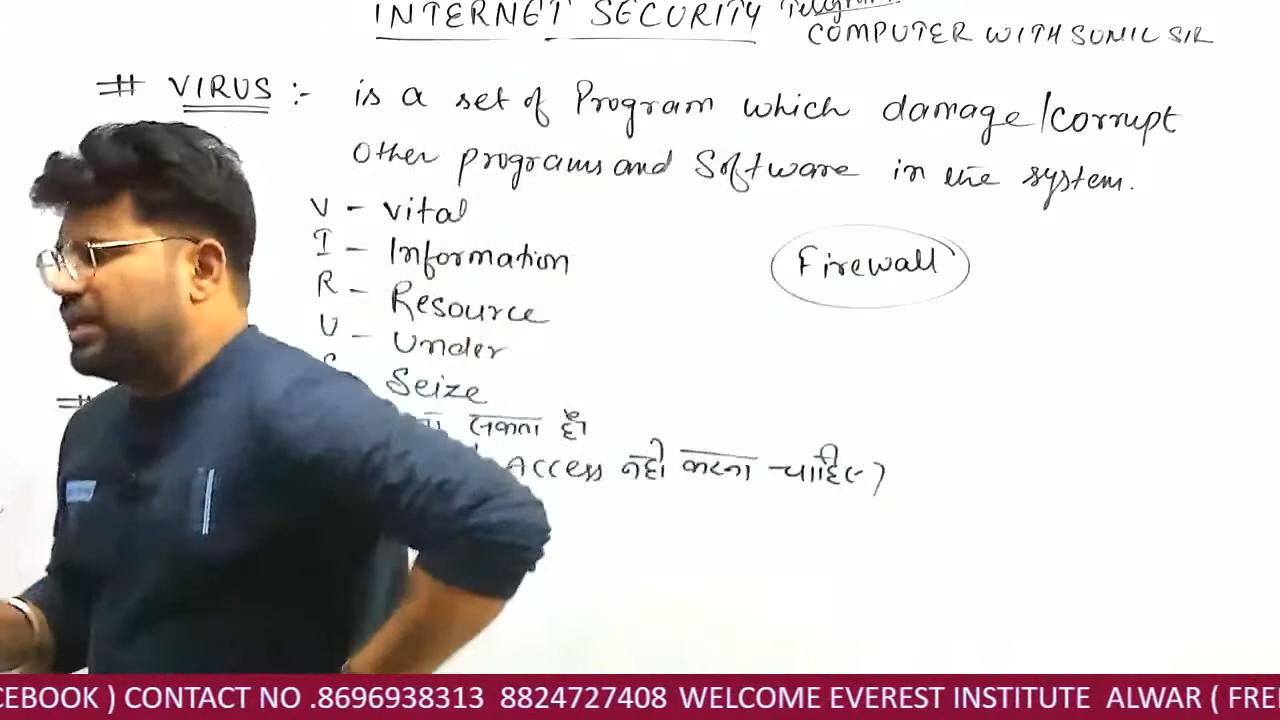 INTERNET SECURITY
COMPUTER WITH SUNIL SIR
# VIRUS :- is a set of Program which damage/corrupt
other programs and Software in the system.
V - Vital
I - Information
R - Resource
U - Under
Seize
Firewall
सकता है
Access नही करना चाहिए
CEBOOK ) CONTACT NO .8696938313 8824727408 WELCOME EVEREST INSTITUTE ALWAR ( FREE